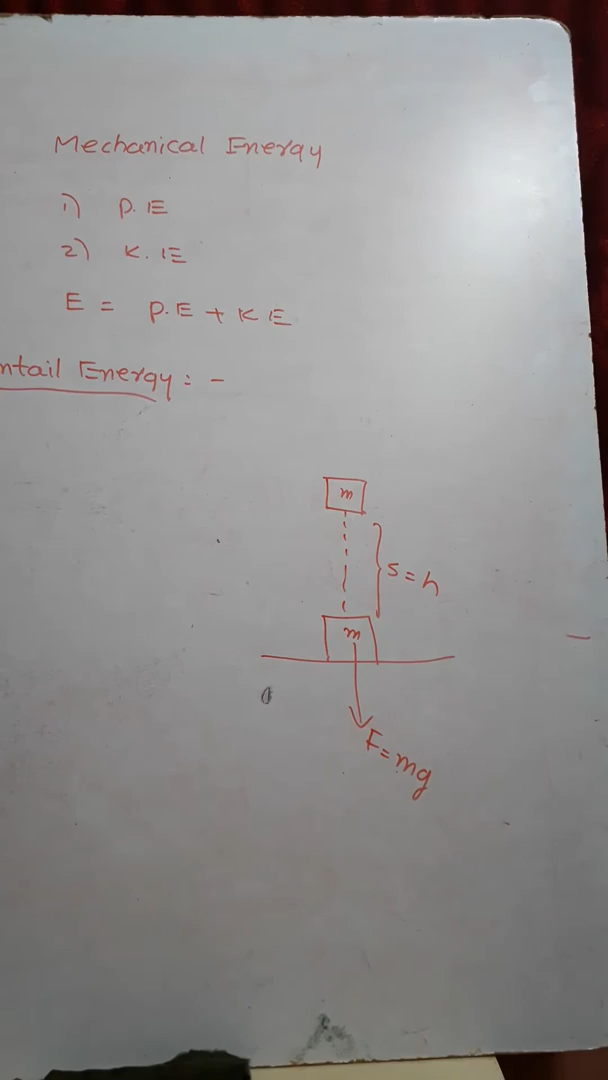 Mechanical Energy
1) P.E
2) K.E
E = P.E + K E
ntail Energy: -
m
s = h
m
F = mg